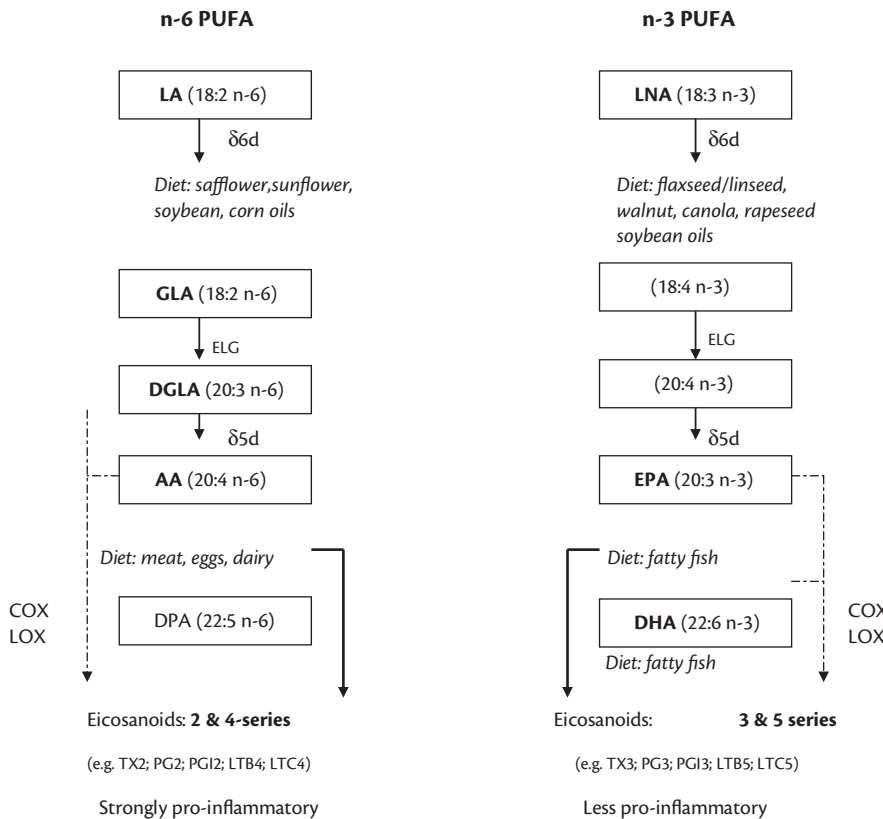 n-6 PUFA
LA (18:2 n-6)
δ6d
Diet: safflower,sunflower,
soybean, corn oils
GLA (18:2 n-6)
ELG
DGLA (20:3 n-6)
δ5d
AA (20:4 n-6)
Diet: meat, eggs, dairy
COX
LOX
DPA (22:5 n-6)
Eicosanoids: 2 & 4-series
(e.g. TX2; PG2; PGI2; LTB4; LTC4)
Strongly pro-inflammatory
n-3 PUFA
LNA (18:3 n-3)
δ6d
Diet: flaxseed/linseed,
walnut, canola, rapeseed
soybean oils
(18:4 n-3)
ELG
(20:4 n-3)
δ5d
EPA (20:3 n-3)
Diet: fatty fish
DHA (22:6 n-3)
Diet: fatty fish
COX
LOX
Eicosanoids: 3 & 5 series
(e.g. TX3; PG3; PGI3; LTB5; LTC5)
Less pro-inflammatory